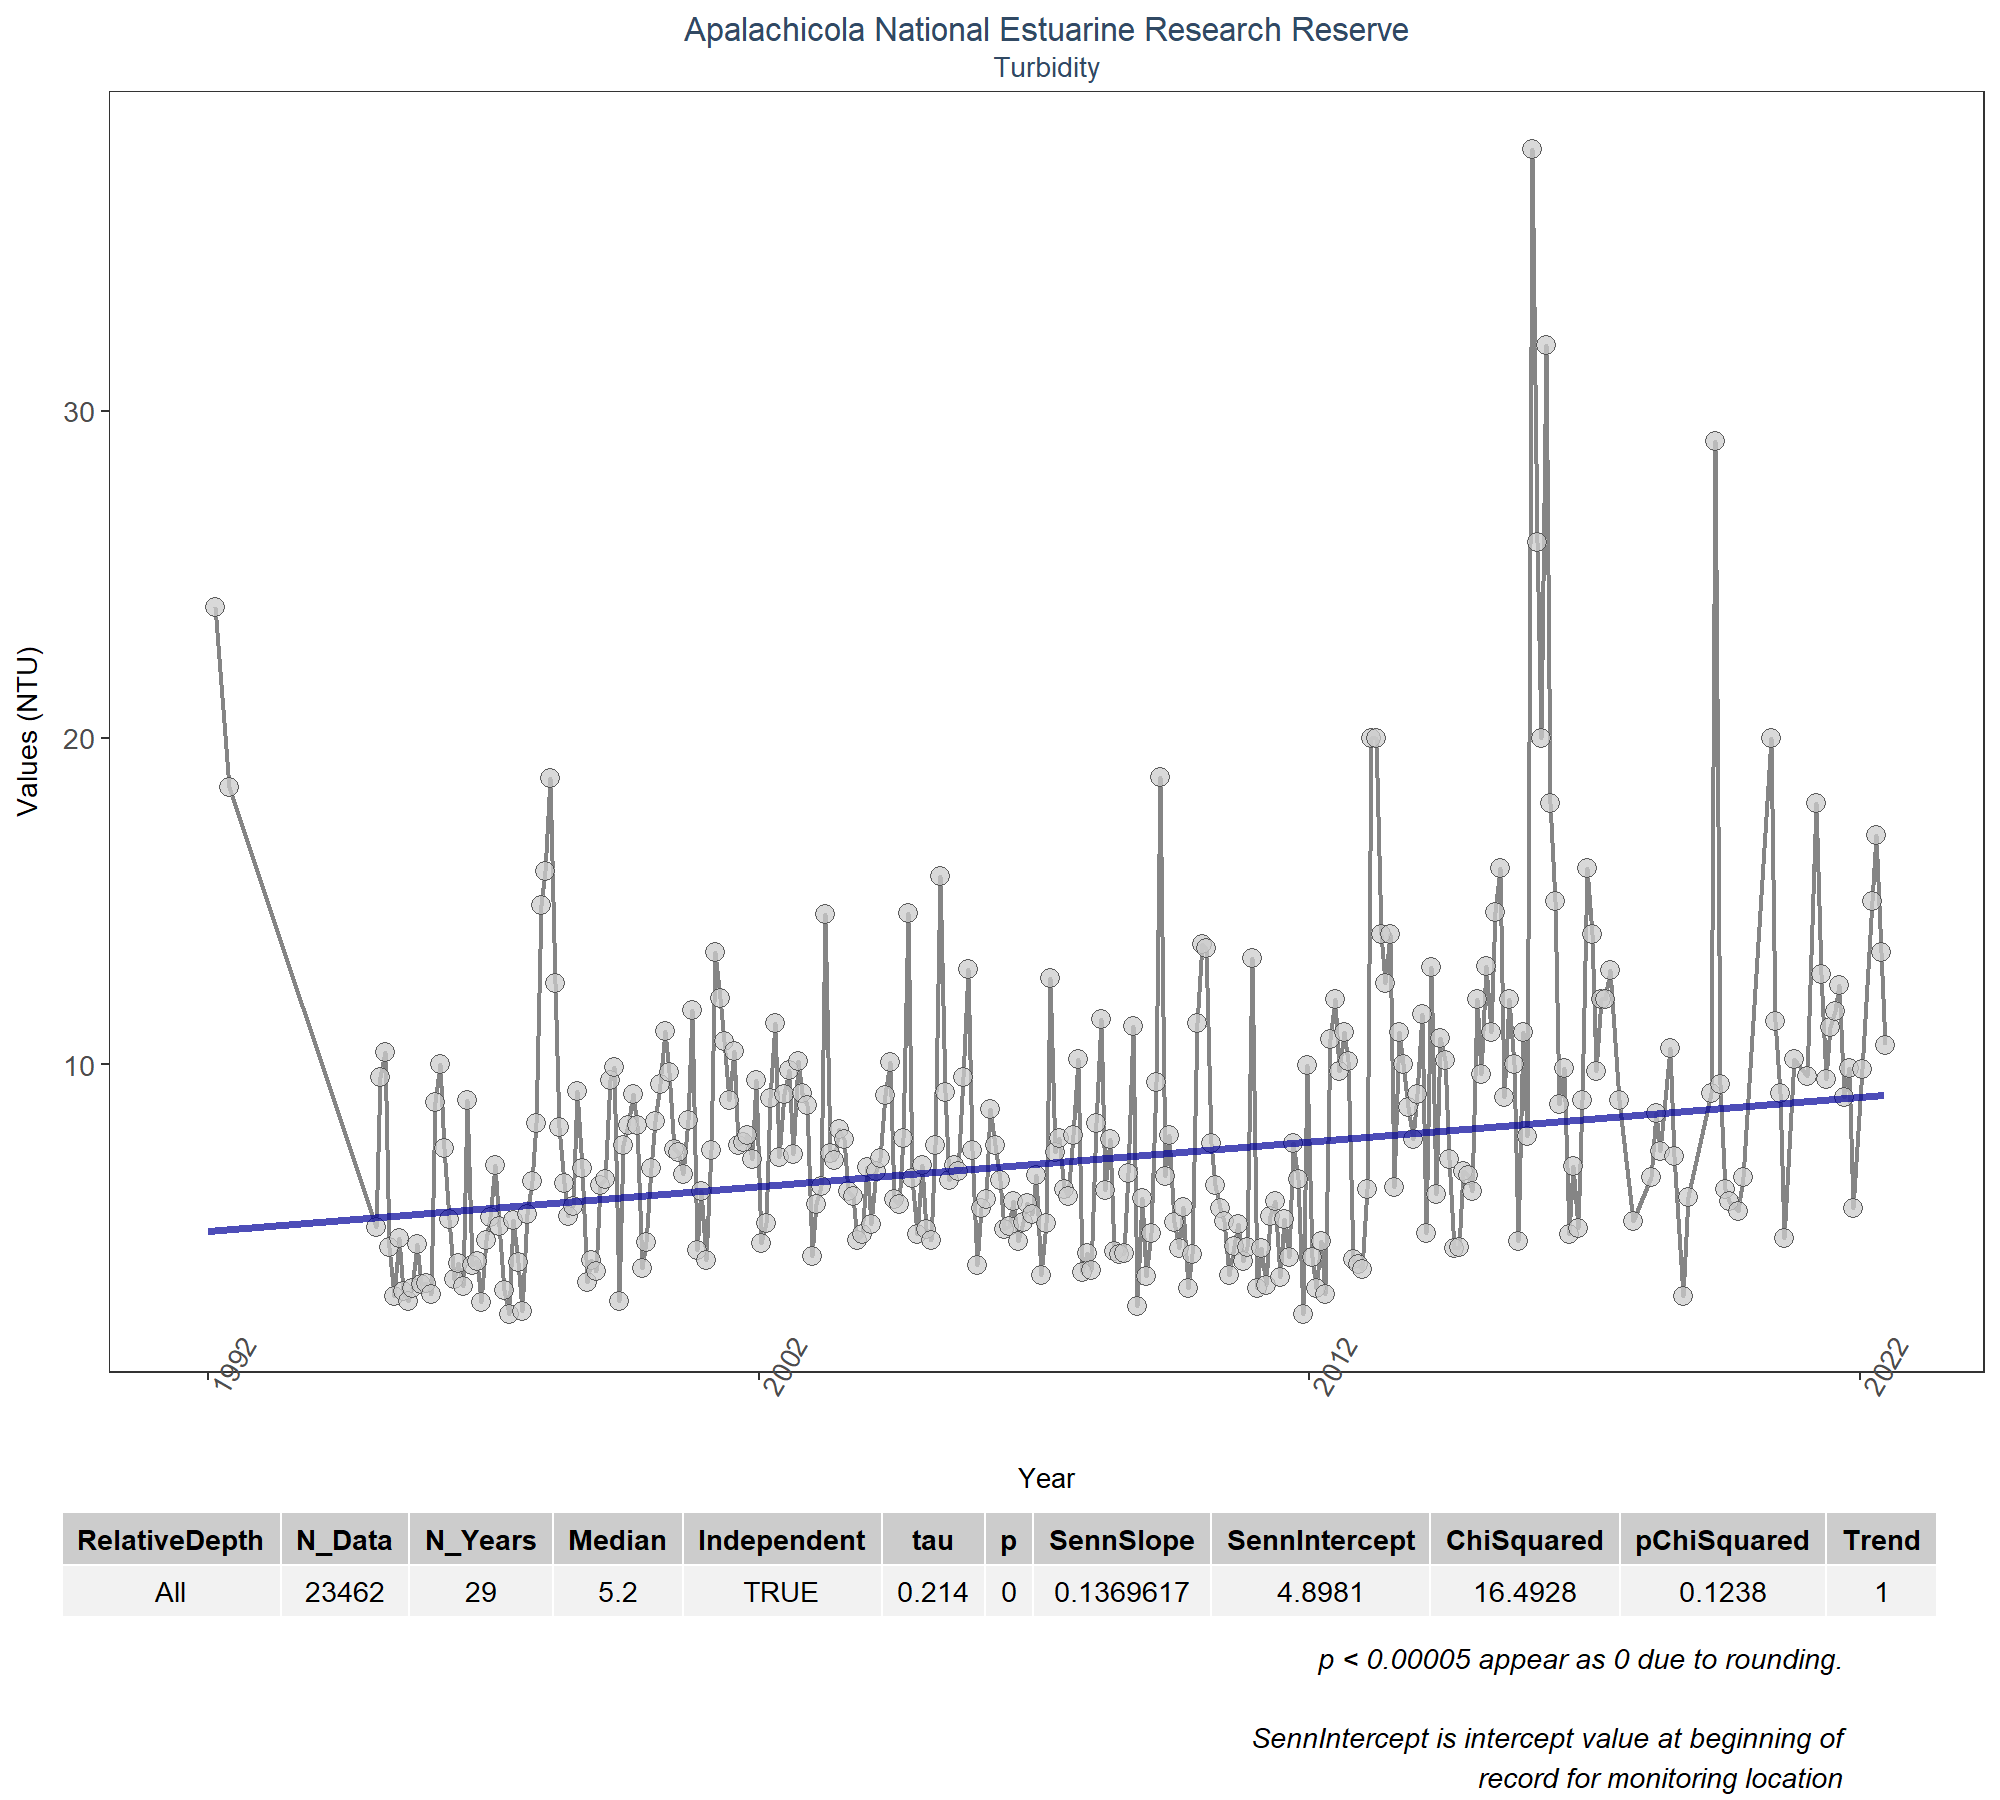 Apalachicola National Estuarine Research Reserve
Turbidity
Values (NTU)
30
20
10
1992
2002
2012
2022
Year
RelativeDepth N_Data N_Years Median Independent tau p SennSlope SennIntercept ChiSquared pChiSquared Trend
All 23462 29 5.2 TRUE 0.214 0 0.1369617 4.8981 16.4928 0.1238 1
p < 0.00005 appear as 0 due to rounding.
SennIntercept is intercept value at beginning of
record for monitoring location